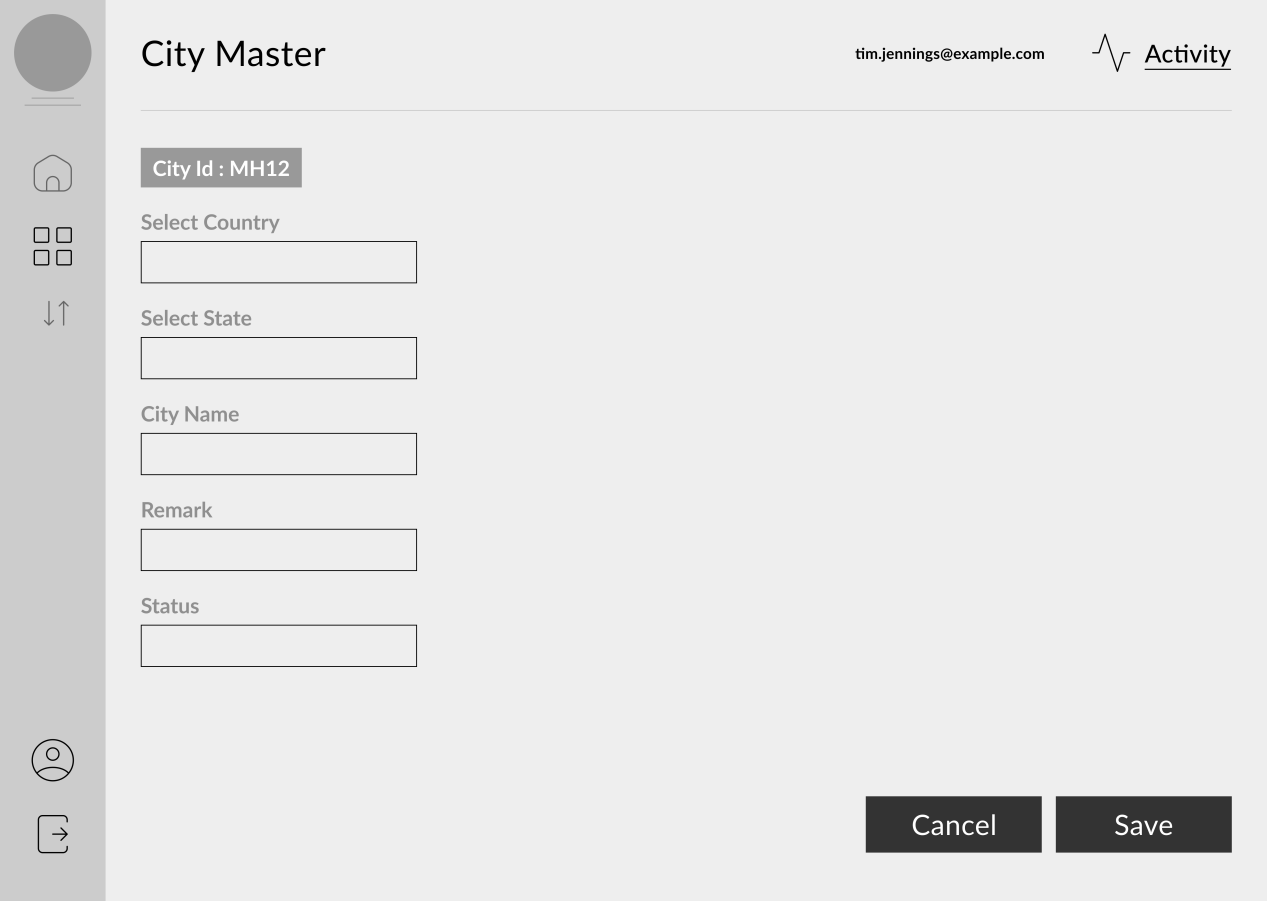 City Master
tim.jennings@example.com
Activity
City Id : MH12
Select Country
Select State
City Name
Remark
Status
Cancel
Save